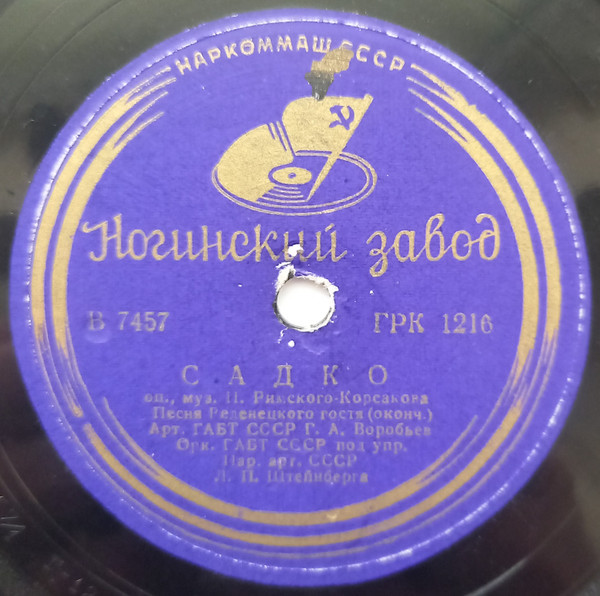 НАРКОММАШ СССР
Ногинский завод
В 7457 ГРК 1216
САДКО
оп., муз. Н. Римского-Корсакова
Песня Веденецкого гостя (оконч.)
Арт. ГАБТ СССР Г. А. Воробьев
Орк. ГАБТ СССР под упр.
Нар. арт. СССР
Л. П. Штейнберга